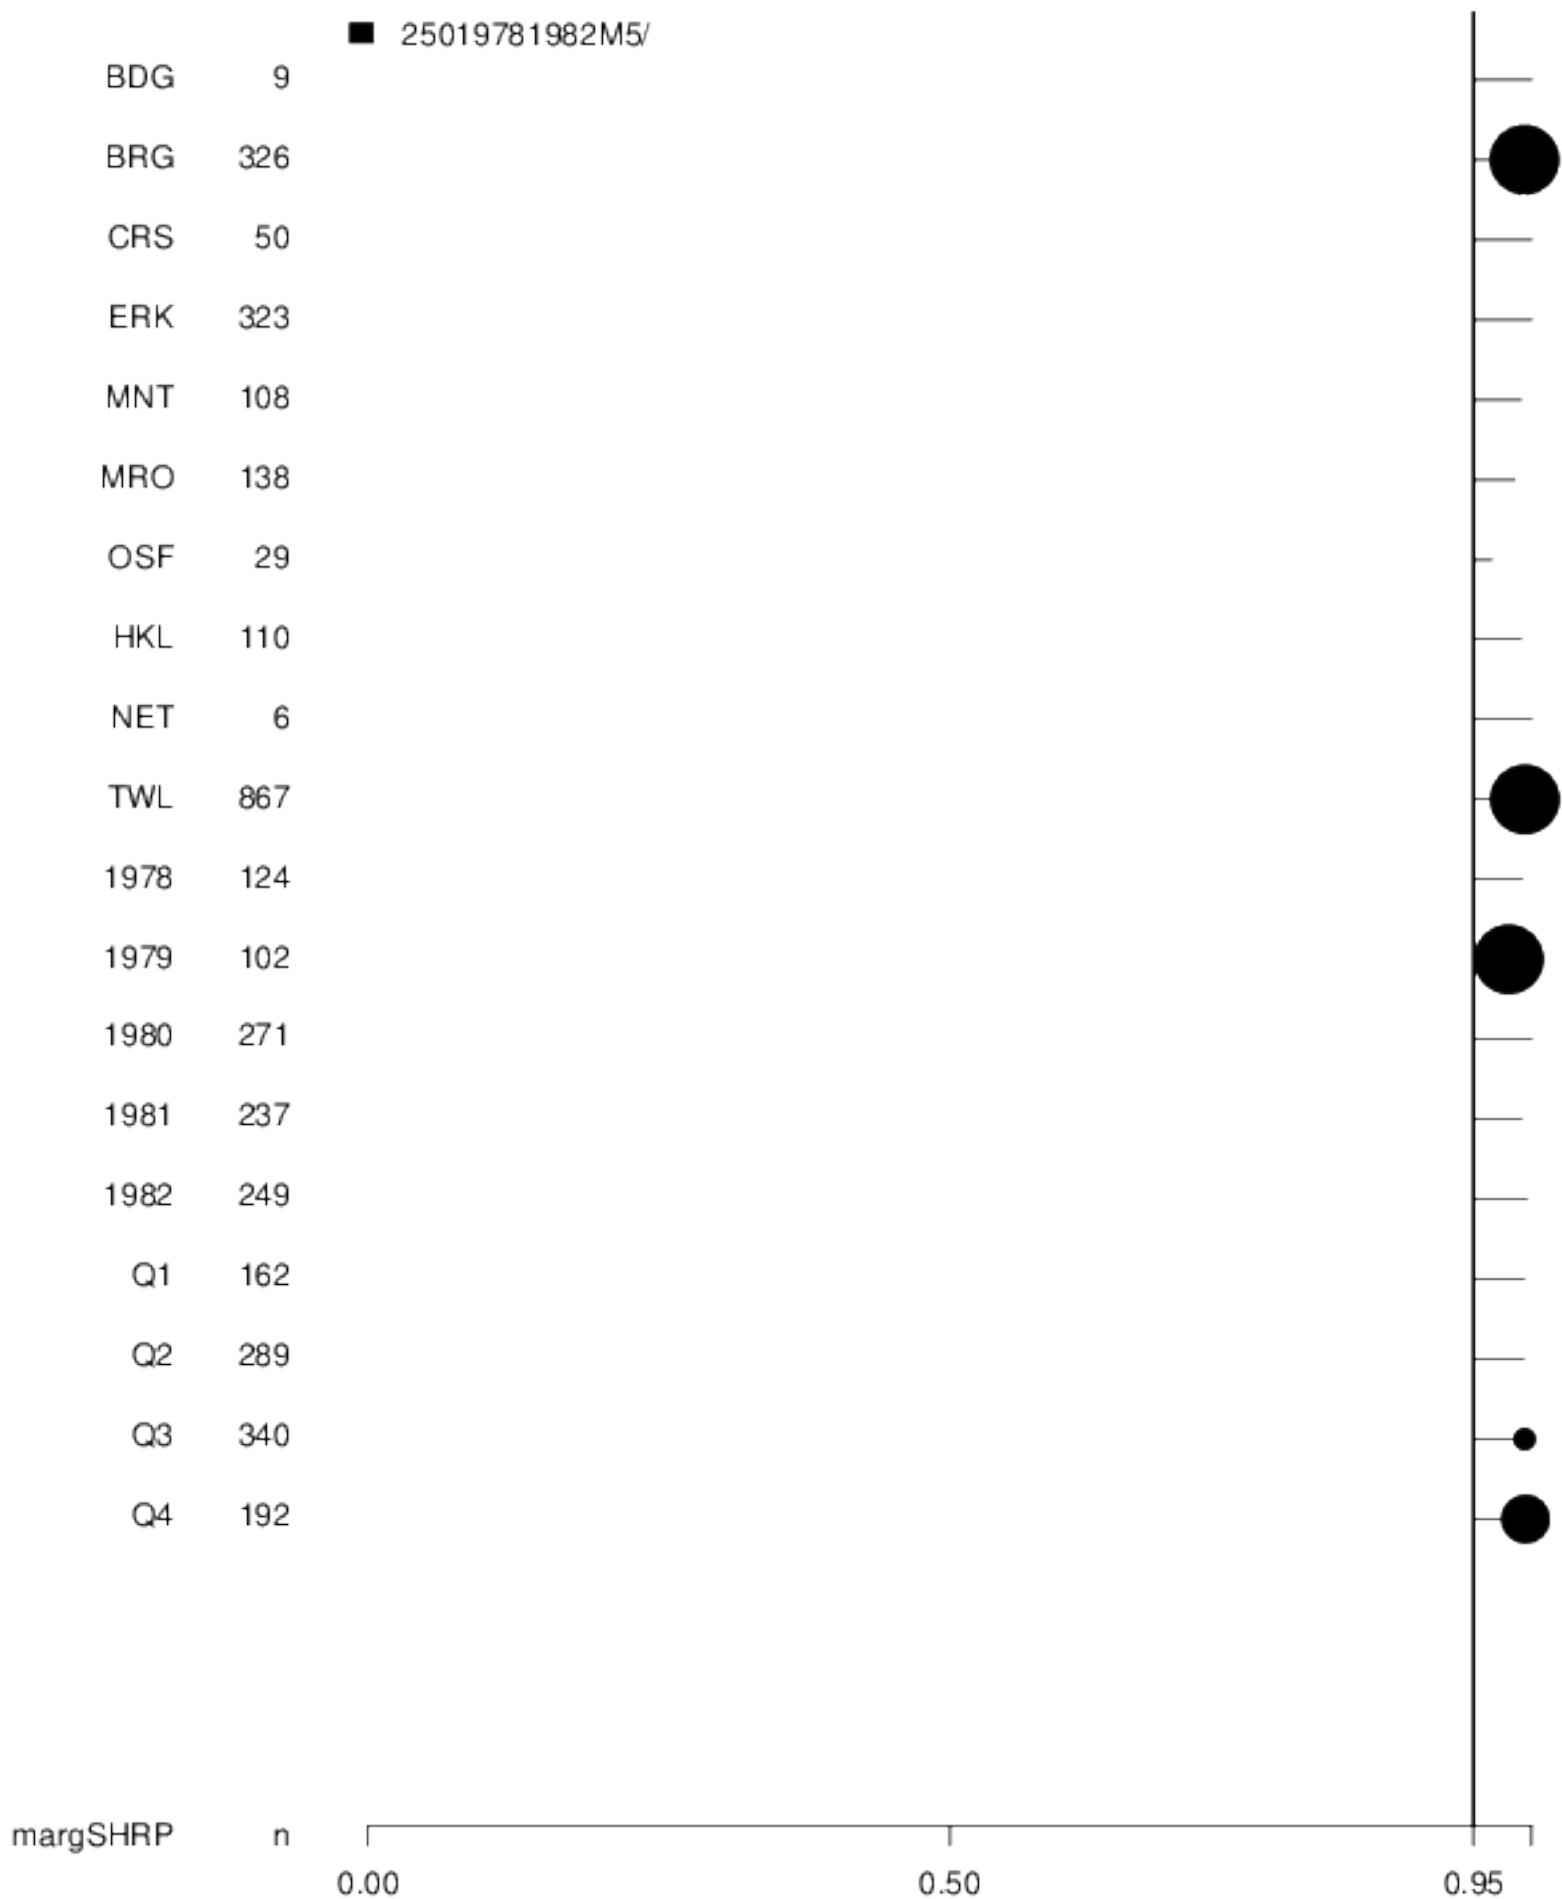 25019781982M5/
BDG 9
BRG 326
CRS 50
ERK 323
MNT 108
MRO 138
OSF 29
HKL 110
NET 6
TWL 867
1978 124
1979 102
1980 271
1981 237
1982 249
Q1 162
Q2 289
Q3 340
Q4 192
margSHRP n
0.00 0.50 0.95